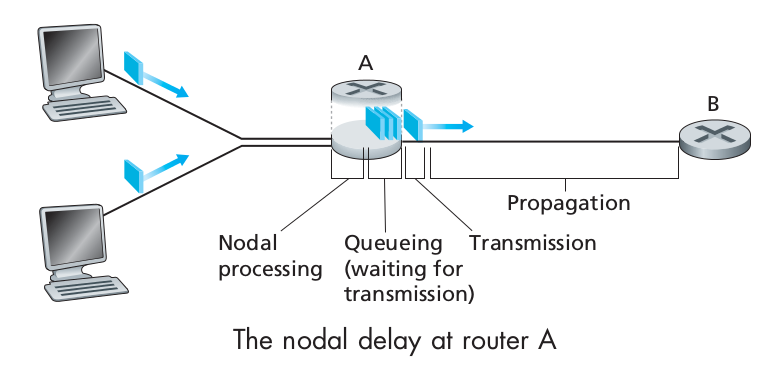 A
B
Propagation
Nodal
processing
Queueing
(waiting for
transmission)
Transmission
The nodal delay at router A